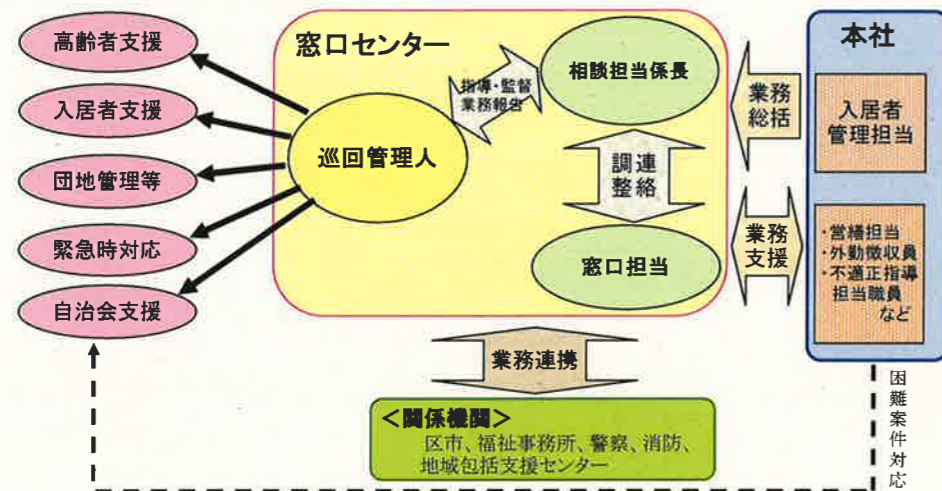 高齢者支援
入居者支援
団地管理等
緊急時対応
自治会支援
窓口センター
巡回管理人
指導・監督
業務報告
相談担当係長
連絡
調整
窓口担当
業務
総括
業務
支援
本社
入居者
管理担当
・営繕担当
・外勤徴収員
・不適正指導
担当職員
など
業務連携
<関係機関>
区市、福祉事務所、警察、消防、
地域包括支援センター
困難案件対応